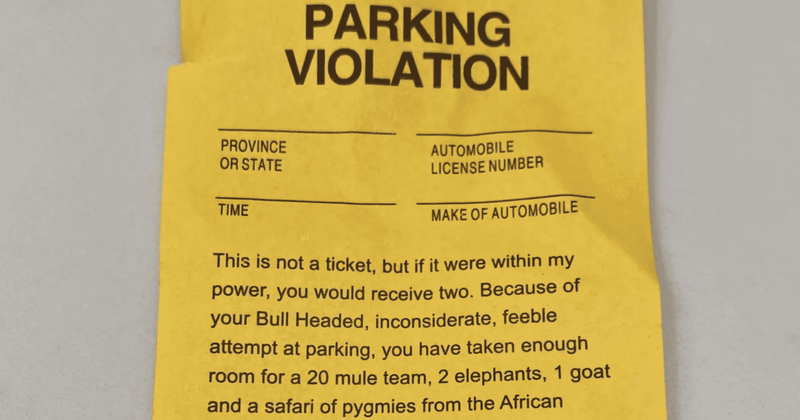 PARKING
VIOLATION
PROVINCE
OR STATE
AUTOMOBILE
LICENSE NUMBER
TIME
MAKE OF AUTOMOBILE
This is not a ticket, but if it were within my
power, you would receive two. Because of
your Bull Headed, inconsiderate, feeble
attempt at parking, you have taken enough
room for a 20 mule team, 2 elephants, 1 goat
and a safari of pygmies from the African